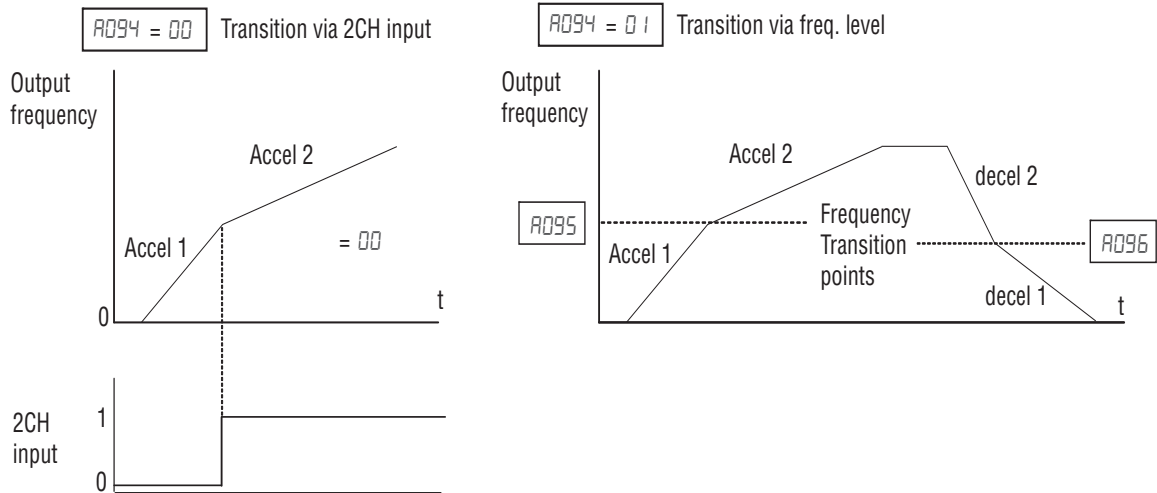 A094 = 00 Transition via 2CH input
Output
frequency
Accel 2
Accel 1
= 00
0
t
2CH
input
1
0
A094 = 01 Transition via freq. level
Output
frequency
Accel 2
decel 2
A095
Frequency
Transition
points
A096
Accel 1
decel 1
t